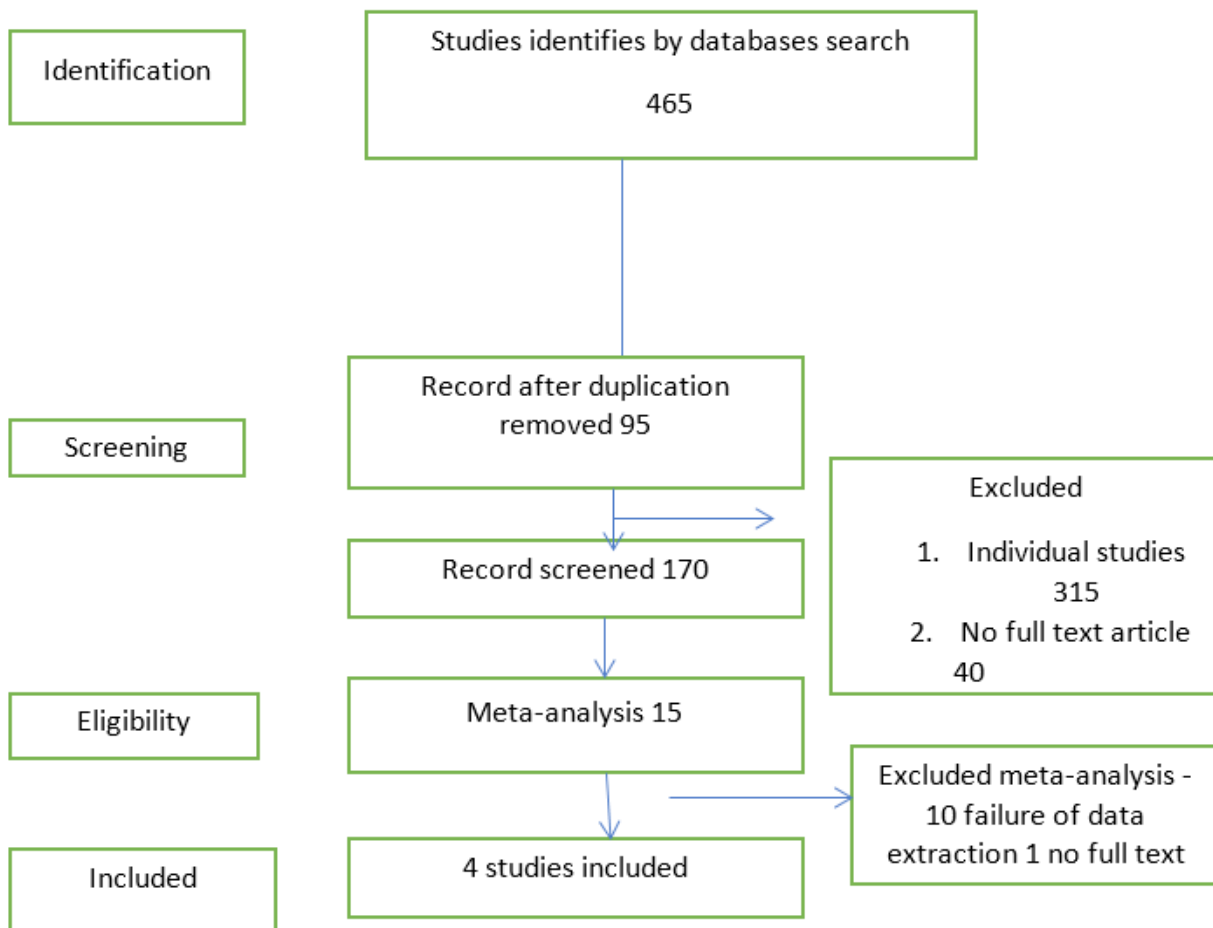 Identification
Studies identifies by databases search
465
Record after duplication
removed 95
Screening
Excluded
1. Individual studies
315
2. No full text article
40
Record screened 170
Eligibility
Meta-analysis 15
Excluded meta-analysis -
10 failure of data
extraction 1 no full text
Included
4 studies included